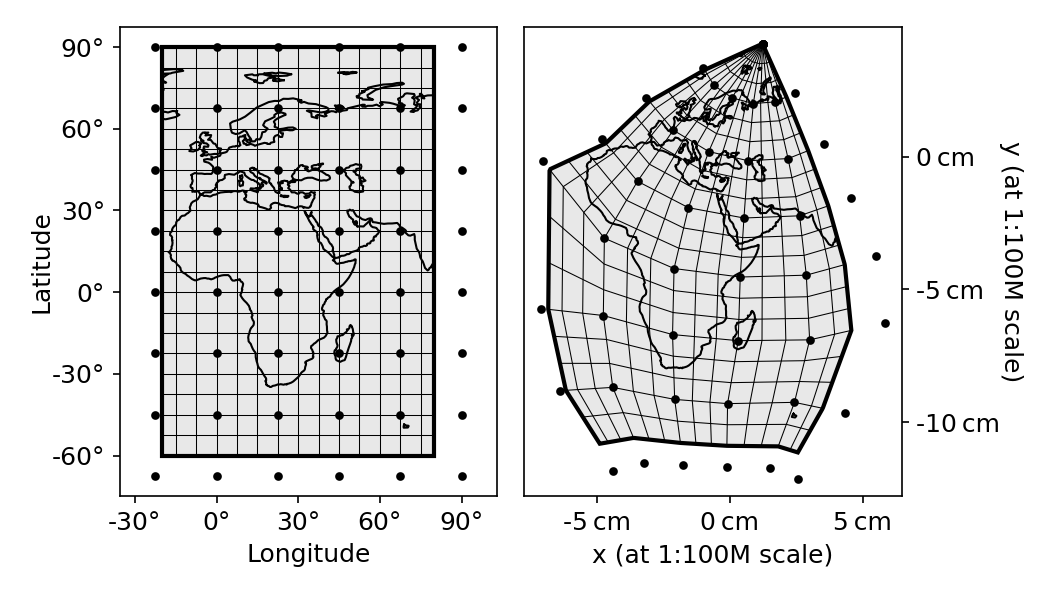 90°
60°
30°
0°
-30°
-60°
Latitude
-30° 0° 30° 60° 90°
Longitude
0 cm
-5 cm
-10 cm
y (at 1:100M scale)
-5 cm 0 cm 5 cm
x (at 1:100M scale)